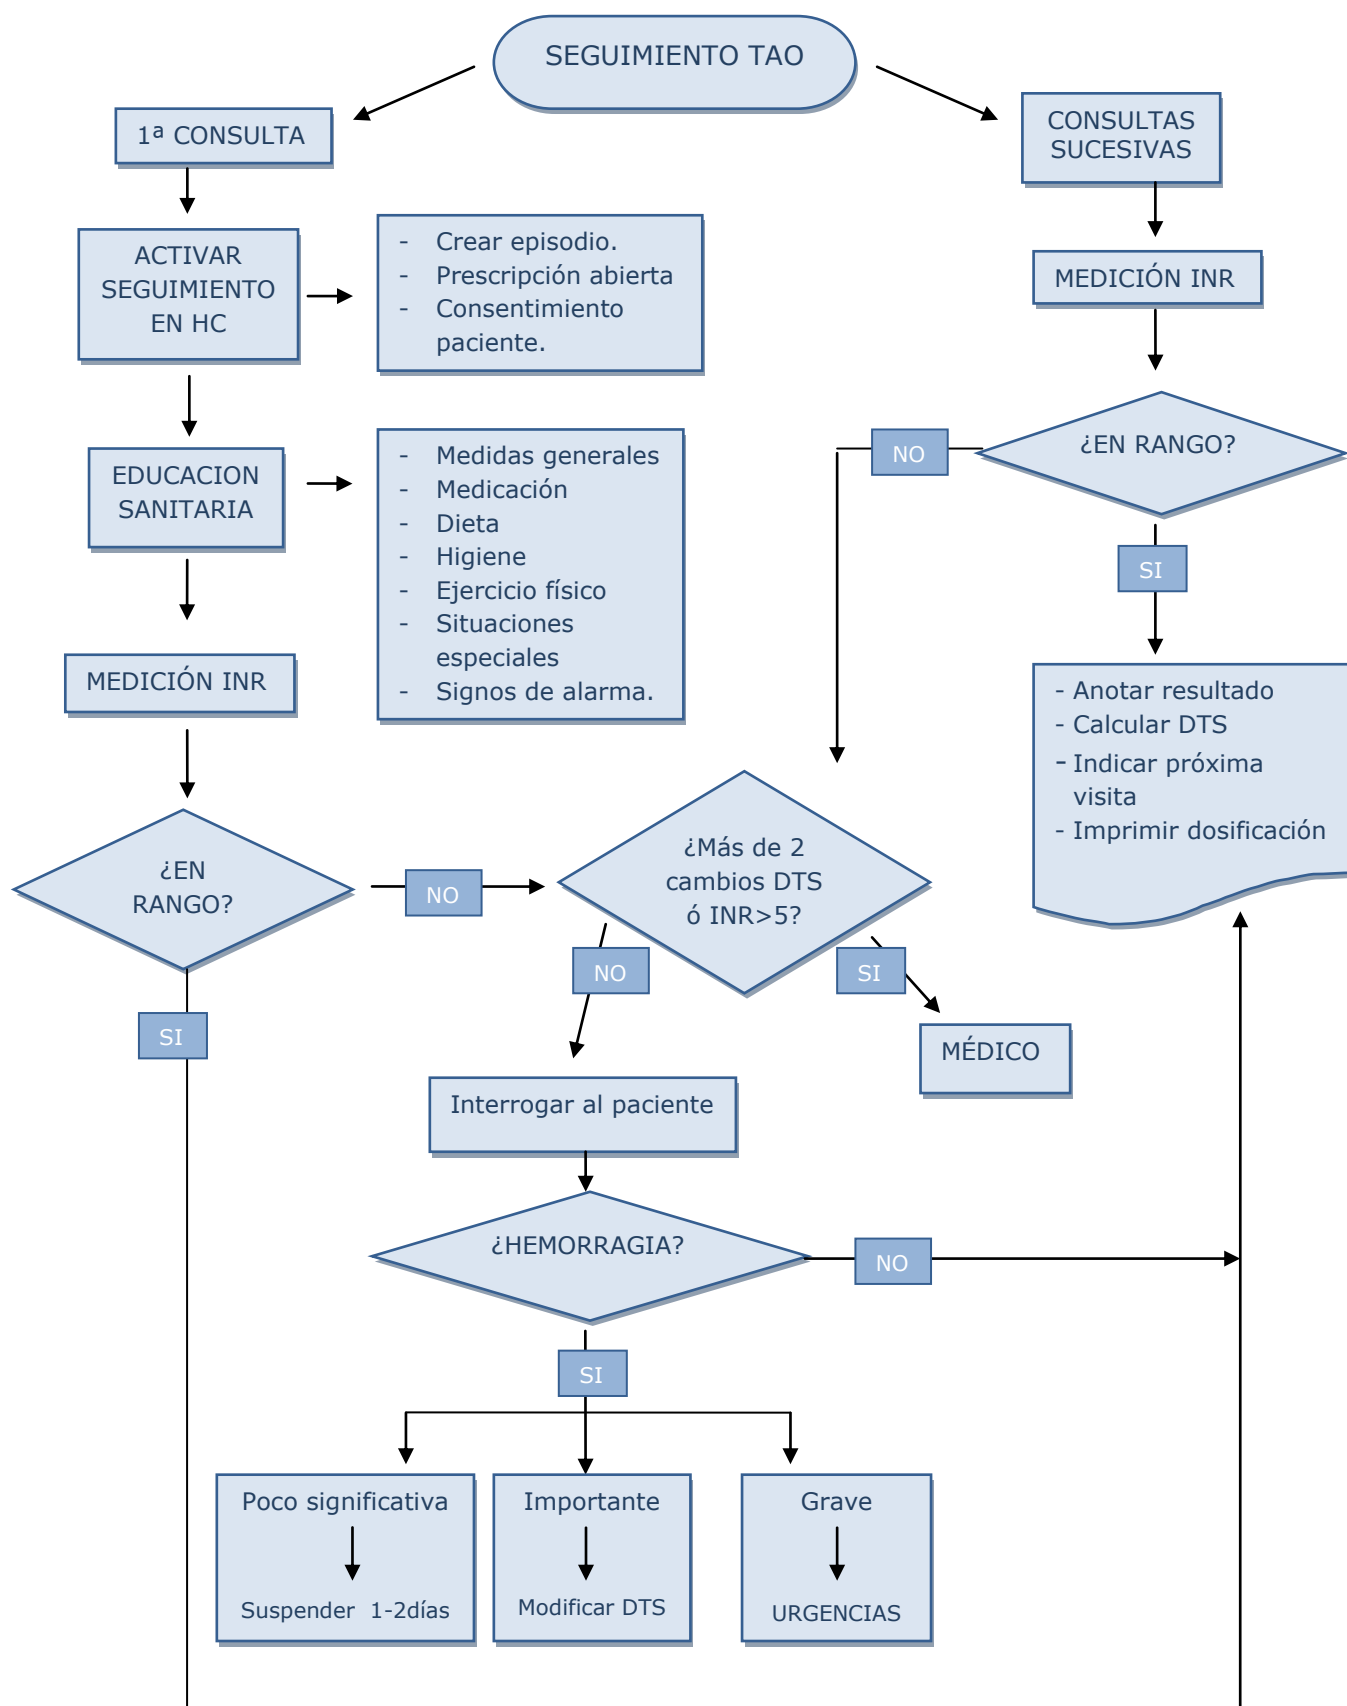 SEGUIMIENTO TAO
1ª CONSULTA
ACTIVAR
SEGUIMIENTO
EN HC
- Crear episodio.
- Prescripción abierta
- Consentimiento
paciente.
EDUCACION
SANITARIA
- Medidas generales
- Medicación
- Dieta
- Higiene
- Ejercicio físico
- Situaciones
especiales
- Signos de alarma.
MEDICIÓN INR
¿EN
RANGO?
NO
SI
CONSULTAS
SUCESIVAS
MEDICIÓN INR
¿EN RANGO?
NO
SI
- Anotar resultado
- Calcular DTS
- Indicar próxima
visita
- Imprimir dosificación
¿Más de 2
cambios DTS
ó INR>5?
NO
SI
MÉDICO
Interrogar al paciente
¿HEMORRAGIA?
NO
SI
Poco significativa
Suspender 1-2días
Importante
Modificar DTS
Grave
URGENCIAS